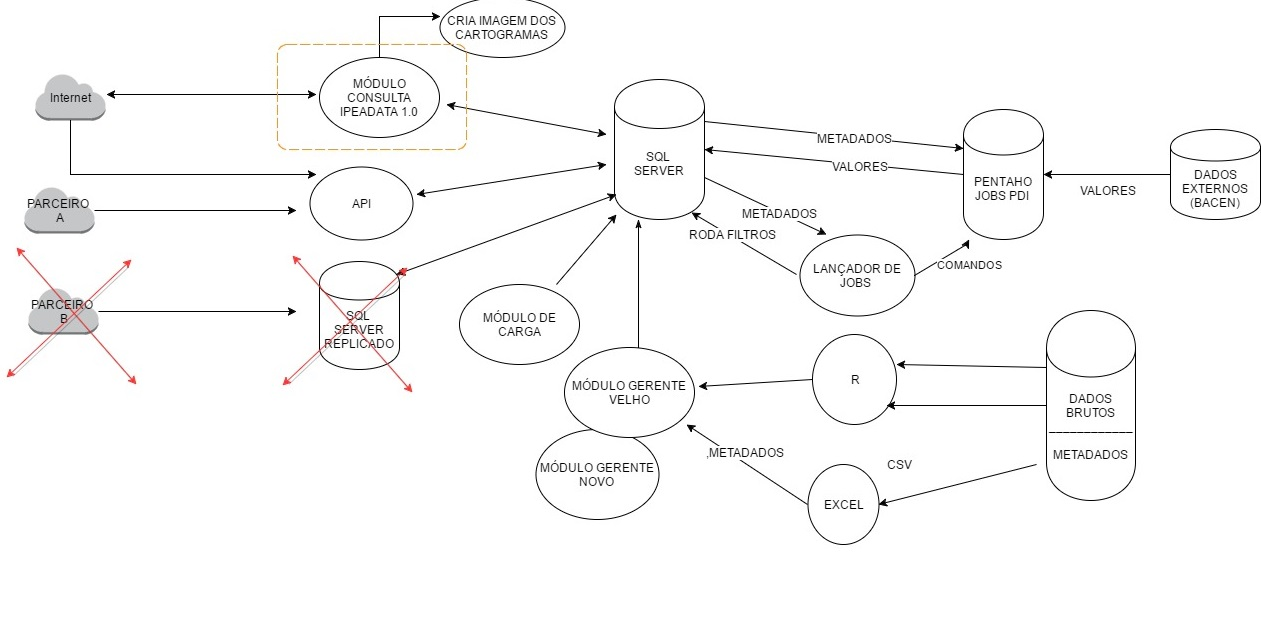 CRIA IMAGEM DOS
CARTOGRAMAS
Internet
MÓDULO
CONSULTA
IPEADATA 1.0
METADADOS
VALORES
SQL
SERVER
PENTAHO
JOBS PDI
VALORES
DADOS
EXTERNOS
(BACEN)
PARCEIRO
A
API
METADADOS
RODA FILTROS
LANÇADOR DE
JOBS
COMANDOS
PARCEIRO
B
SQL
SERVER
REPLICADO
MÓDULO DE
CARGA
MÓDULO GERENTE
VELHO
R
DADOS
BRUTOS
____________
METADADOS
,METADADOS
CSV
MÓDULO GERENTE
NOVO
EXCEL